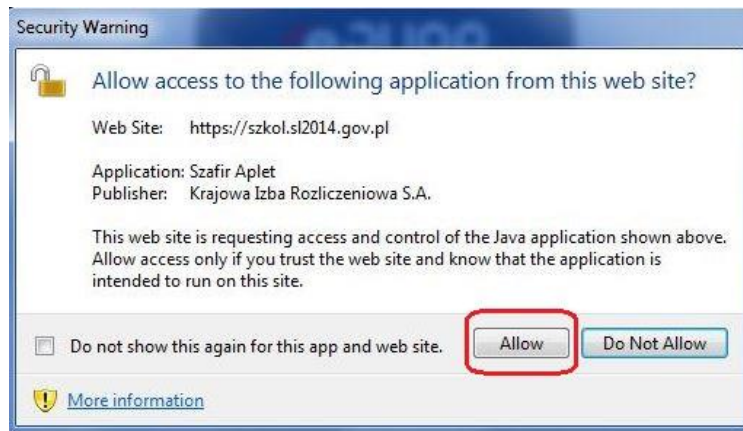 Security Warning
Allow access to the following application from this web site?
Web Site: https://szkol.sl2014.gov.pl
Application: Szafir Aplet
Publisher: Krajowa Izba Rozliczeniowa S.A.
This web site is requesting access and control of the Java application shown above.
Allow access only if you trust the web site and know that the application is
intended to run on this site.
Do not show this again for this app and web site.
Allow
Do Not Allow
More information